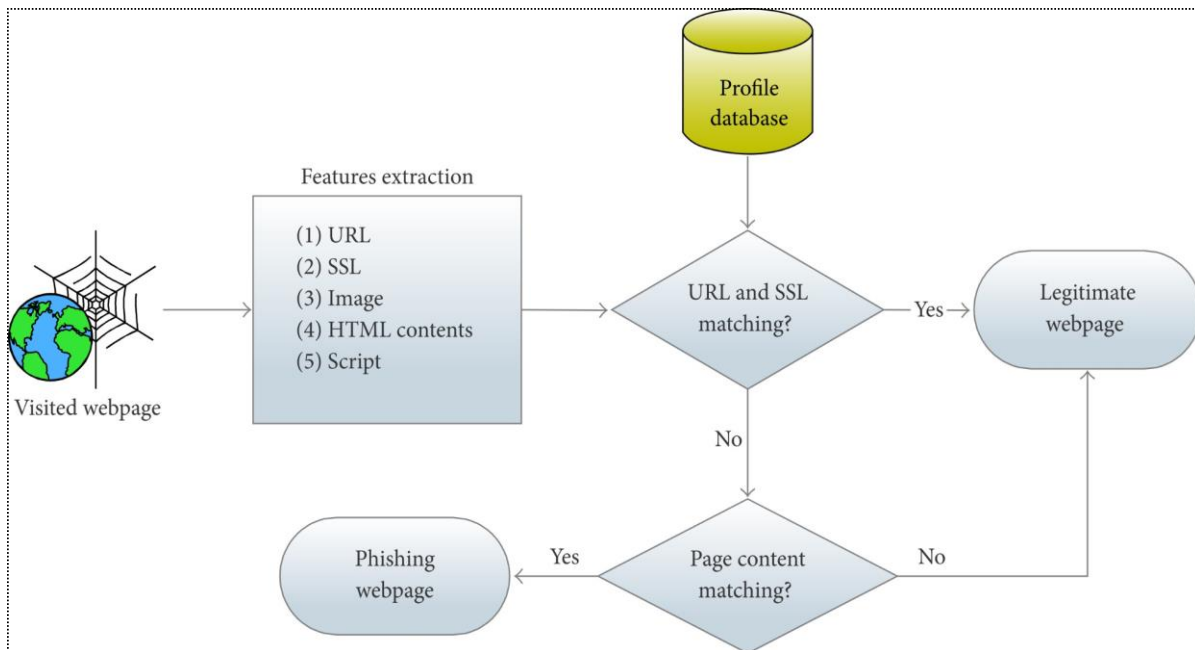 Profile
database
Features extraction
(1) URL
(2) SSL
(3) Image
(4) HTML contents
(5) Script
Visited webpage
URL and SSL
matching?
Yes
Legitimate
webpage
No
Page content
matching?
Yes
No
Phishing
webpage